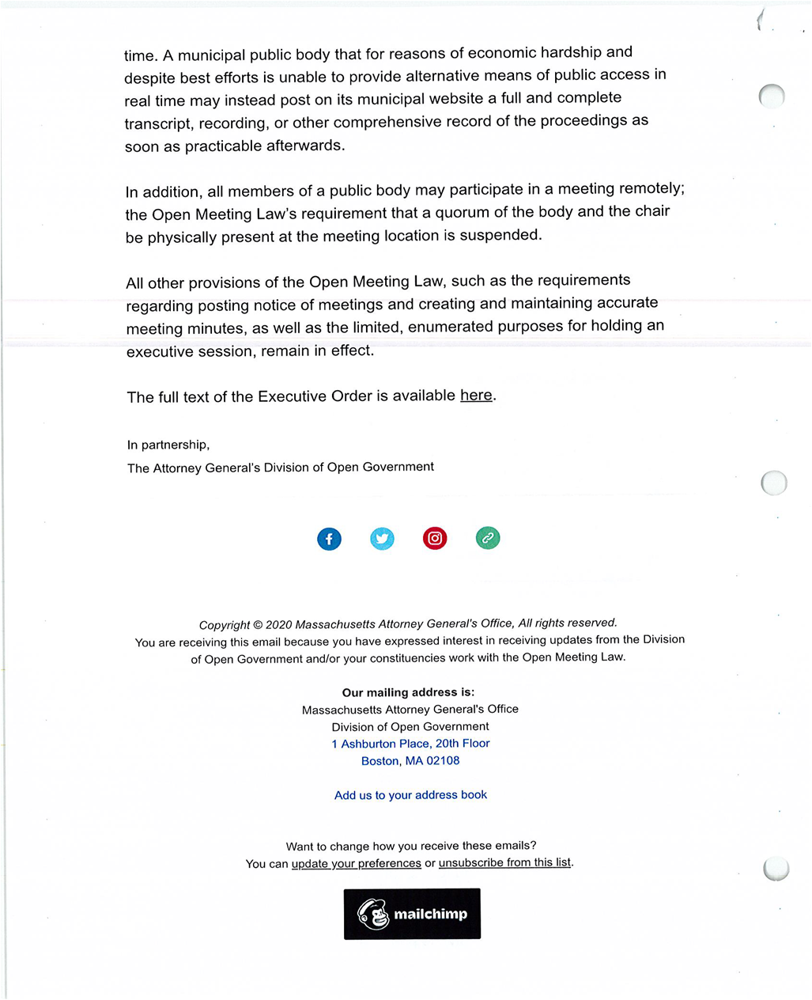 time. A municipal public body that for reasons of economic hardship and
despite best efforts is unable to provide alternative means of public access in
real time may instead post on its municipal website a full and complete
transcript, recording, or other comprehensive record of the proceedings as
soon as practicable afterwards.
In addition, all members of a public body may participate in a meeting remotely;
the Open Meeting Law's requirement that a quorum of the body and the chair
be physically present at the meeting location is suspended.
All other provisions of the Open Meeting Law, such as the requirements
regarding posting notice of meetings and creating and maintaining accurate
meeting minutes, as well as the limited, enumerated purposes for holding an
executive session, remain in effect.
The full text of the Executive Order is available here.
In partnership,
The Attorney General's Division of Open Government
Copyright © 2020 Massachusetts Attorney General's Office, All rights reserved.
You are receiving this email because you have expressed interest in receiving updates from the Division
of Open Government and/or your constituencies work with the Open Meeting Law.
Our mailing address is:
Massachusetts Attorney General's Office
Division of Open Government
1 Ashburton Place, 20th Floor
Boston, MA 02108
Add us to your address book
Want to change how you receive these emails?
You can update your preferences or unsubscribe from this list.
mailchimp